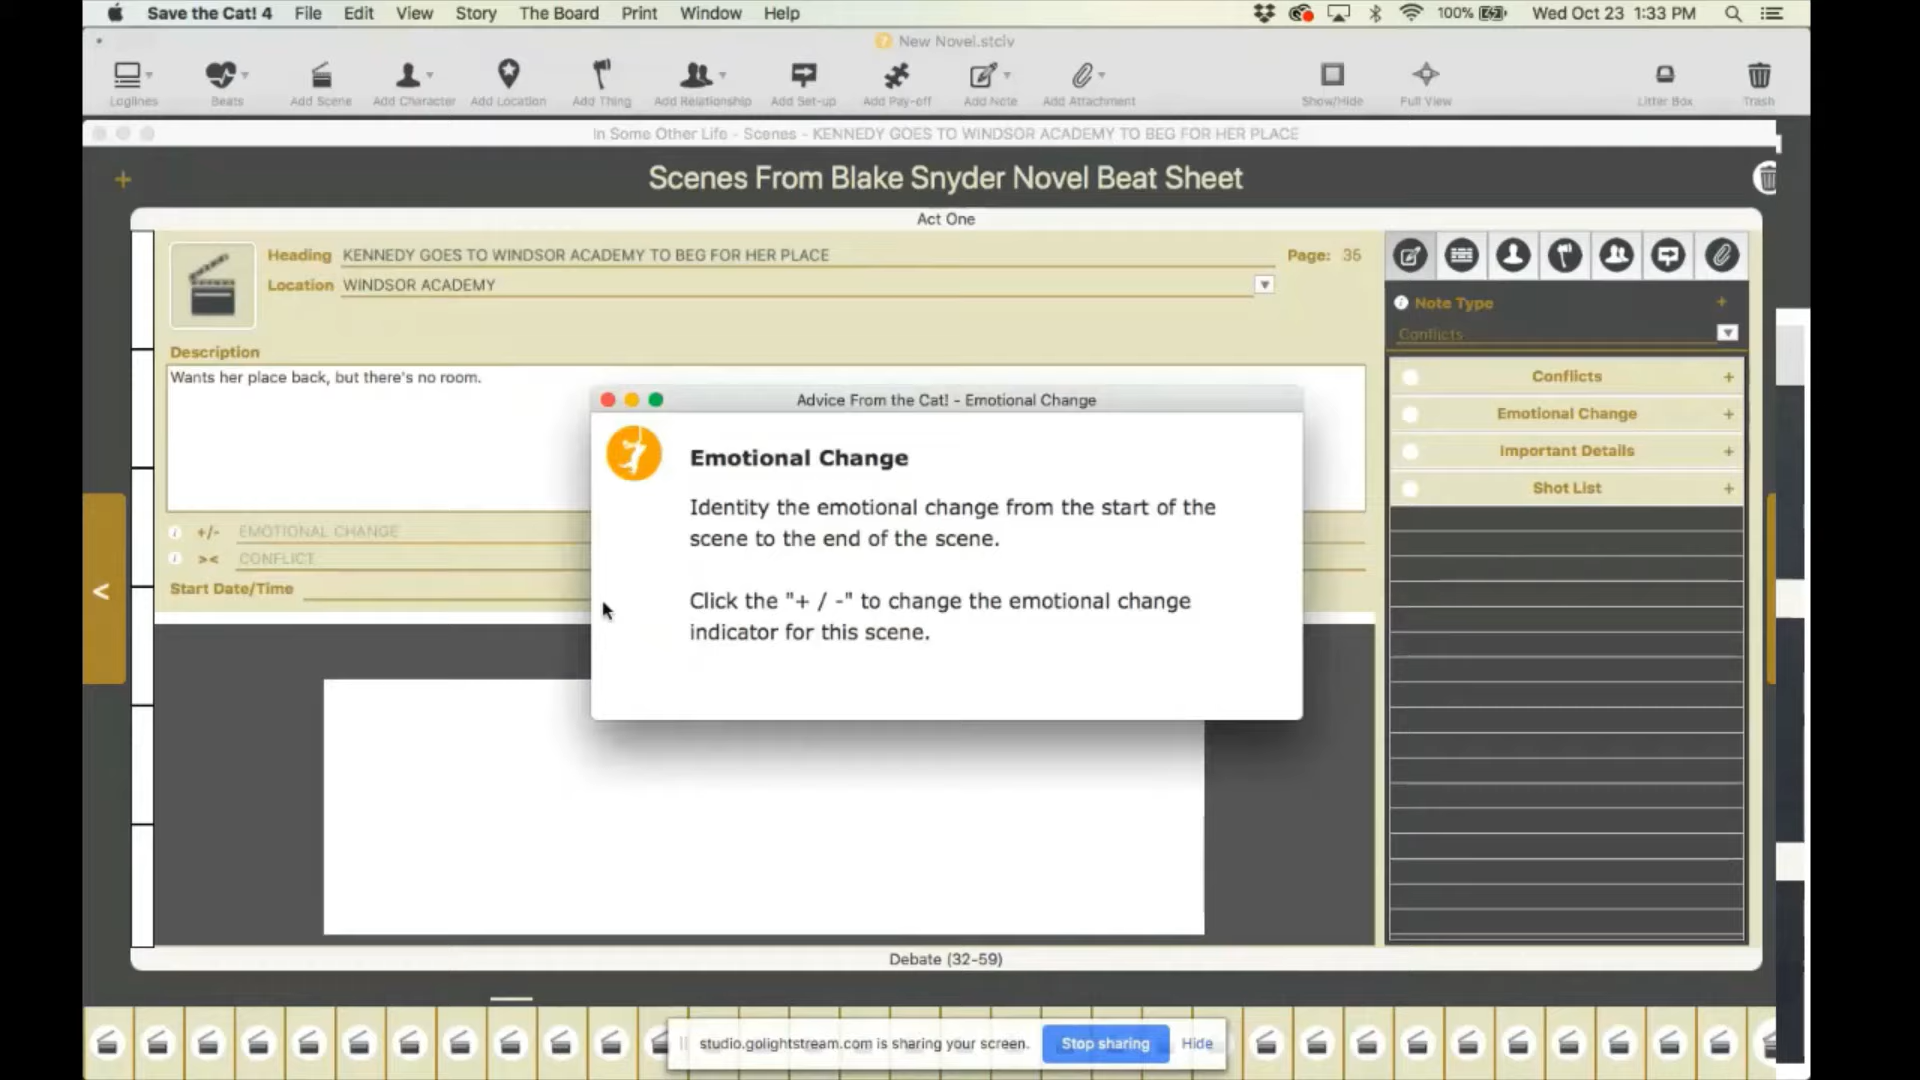 Save the Cat! 4 File Edit View Story The Board Print Window Help 100% Wed Oct 23 1:33 PM
New Novel.stclv
Loglines Beats Add Scene Add Character Add Location Add Thing Add Relationship Add Set-up Add Pay-off Add Note Add Attachment Show/Hide Full View Litter Box Trash
In Some Other Life - Scenes - KENNEDY GOES TO WINDSOR ACADEMY TO BEG FOR HER PLACE
+ Scenes From Blake Snyder Novel Beat Sheet
Act One
Heading KENNEDY GOES TO WINDSOR ACADEMY TO BEG FOR HER PLACE Page: 35
Location WINDSOR ACADEMY
Note Type +
Conflicts
Description
Wants her place back, but there's no room.
Conflicts +
Emotional Change +
Important Details +
Shot List +
Advice From the Cat! - Emotional Change
Emotional Change
Identity the emotional change from the start of the
scene to the end of the scene.
Click the "+ / -" to change the emotional change
indicator for this scene.
+/- EMOTIONAL CHANGE
>< CONFLICT
Start Date/Time
<
Debate (32-59)
studio.golightstream.com is sharing your screen. Stop sharing Hide